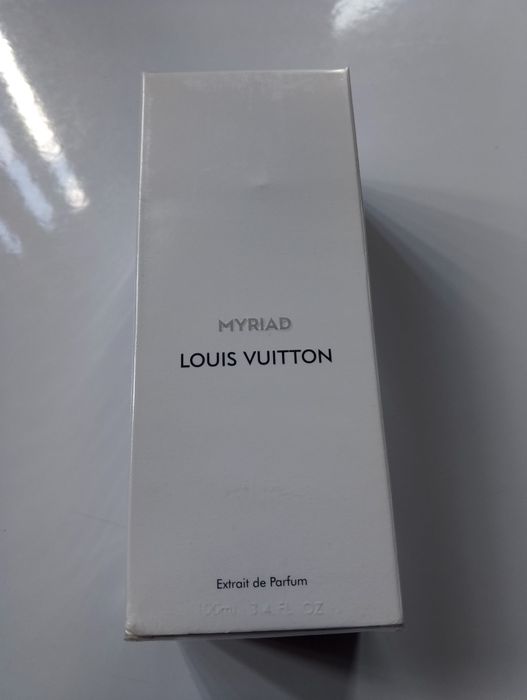 MYRIAD
LOUIS VUITTON
Extrait de Parfum
100ml 3.4 FL. OZ